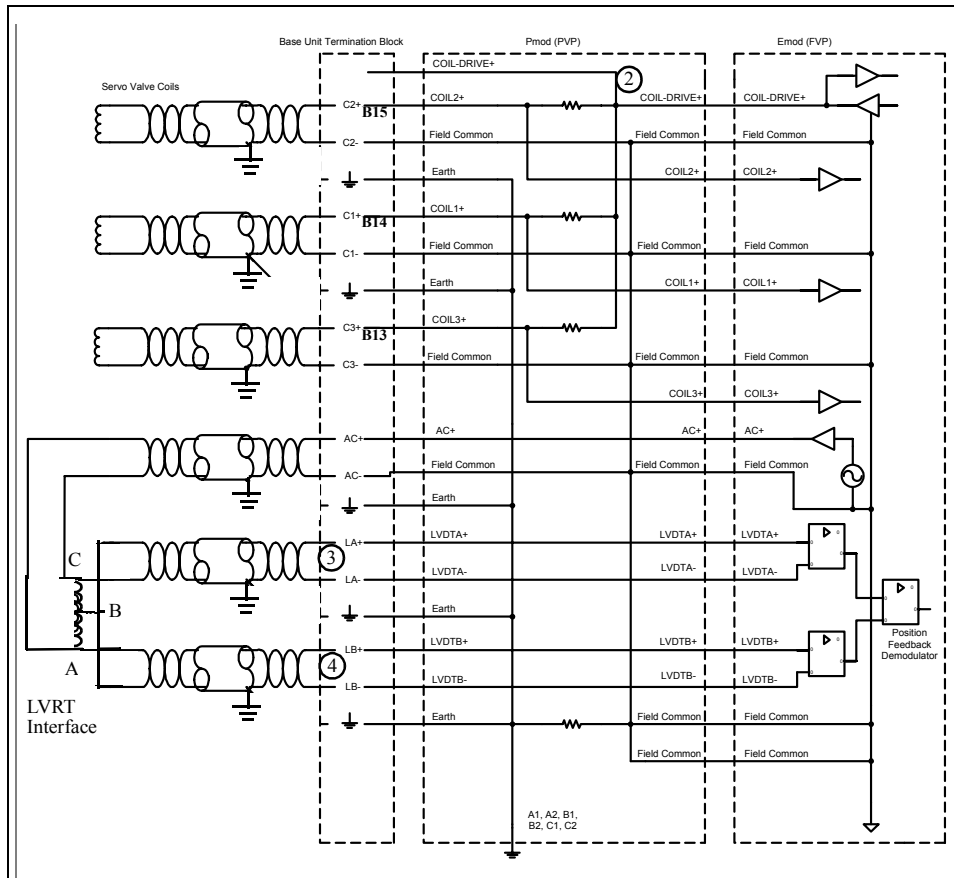 Base Unit Termination Block Pmod (PVP) Emod (FVP)
COIL-DRIVE+
2
Servo Valve Coils
C2+ COIL2+ COIL-DRIVE+ COIL-DRIVE+
B15
C2- Field Common Field Common Field Common
Earth
COIL2+ COIL2+
C1+ COIL1+
B14
C1- Field Common Field Common Field Common
Earth
COIL1+ COIL1+
C3+ COIL3+
B13
C3- Field Common Field Common Field Common
COIL3+ COIL3+
AC+ AC+ AC+ AC+
AC- Field Common Field Common Field Common
Earth
LA+ LVDTA+ LVDTA+ LVDTA+
3
C
LA- LVDTA- LVDTA- LVDTA-
B
Earth
LB+ LVDTB+ LVDTB+ LVDTB+
A
4
LB- LVDTB- LVDTB- LVDTB-
Position
Feedback
Demodulator
LVRT
Interface
Earth Field Common Field Common
Field Common Field Common
A1, A2, B1,
B2, C1, C2